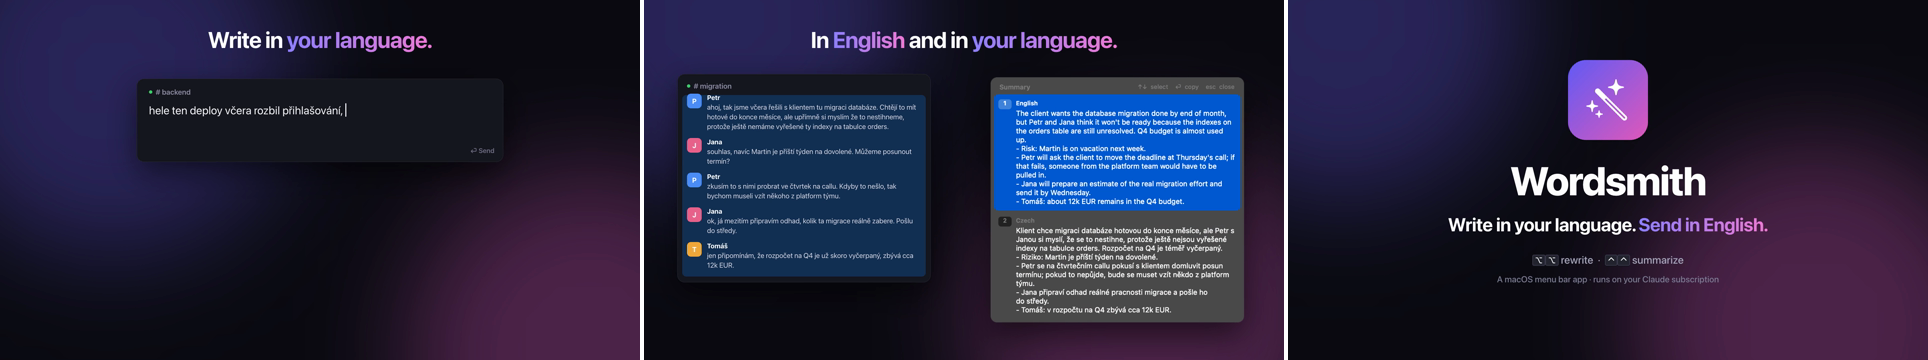 Write in your language.
# backend
hele ten deploy včera rozbil přihlašování,
⏎ Send
In English and in your language.
# migration
Petr
P
ahoj, tak jsme včera řešili s klientem tu migraci databáze. Chtějí to mít
hotové do konce měsíce, ale upřímně si myslím že to nestihneme,
protože ještě nemáme vyřešené ty indexy na tabulce orders.
Jana
J
souhlas, navíc Martin je příští týden na dovolené. Můžeme posunout
termín?
Petr
P
zkusím to s nimi probrat ve čtvrtek na callu. Kdyby to nešlo, tak
bychom museli vzít někoho z platform týmu.
Jana
J
ok, já mezitím připravím odhad, kolik ta migrace reálně zabere. Pošlu
do středy.
Tomáš
T
jen připomínám, že rozpočet na Q4 je už skoro vyčerpaný, zbývá cca
12k EUR.
Summary
↑↓ select ⏎ copy esc close
1 English
The client wants the database migration done by end of month,
but Petr and Jana think it won't be ready because the indexes on
the orders table are still unresolved. Q4 budget is almost used
up.
- Risk: Martin is on vacation next week.
- Petr will ask the client to move the deadline at Thursday's call; if
that fails, someone from the platform team would have to be
pulled in.
- Jana will prepare an estimate of the real migration effort and
send it by Wednesday.
- Tomáš: about 12k EUR remains in the Q4 budget.
2 Czech
Klient chce migraci databáze hotovou do konce měsíce, ale Petr s
Janou si myslí, že se to nestihne, protože ještě nejsou vyřešené
indexy na tabulce orders. Rozpočet na Q4 je téměř vyčerpaný.
- Riziko: Martin je příští týden na dovolené.
- Petr se na čtvrtečním callu pokusí s klientem domluvit posun
termínu; pokud to nepůjde, bude se muset vzít někdo z platform
týmu.
- Jana připraví odhad reálné pracnosti migrace a pošle ho
do středy.
- Tomáš: v rozpočtu na Q4 zbývá cca 12k EUR.
Wordsmith
Write in your language. Send in English.
⌥ ⌥ rewrite · ^ ^ summarize
A macOS menu bar app · runs on your Claude subscription